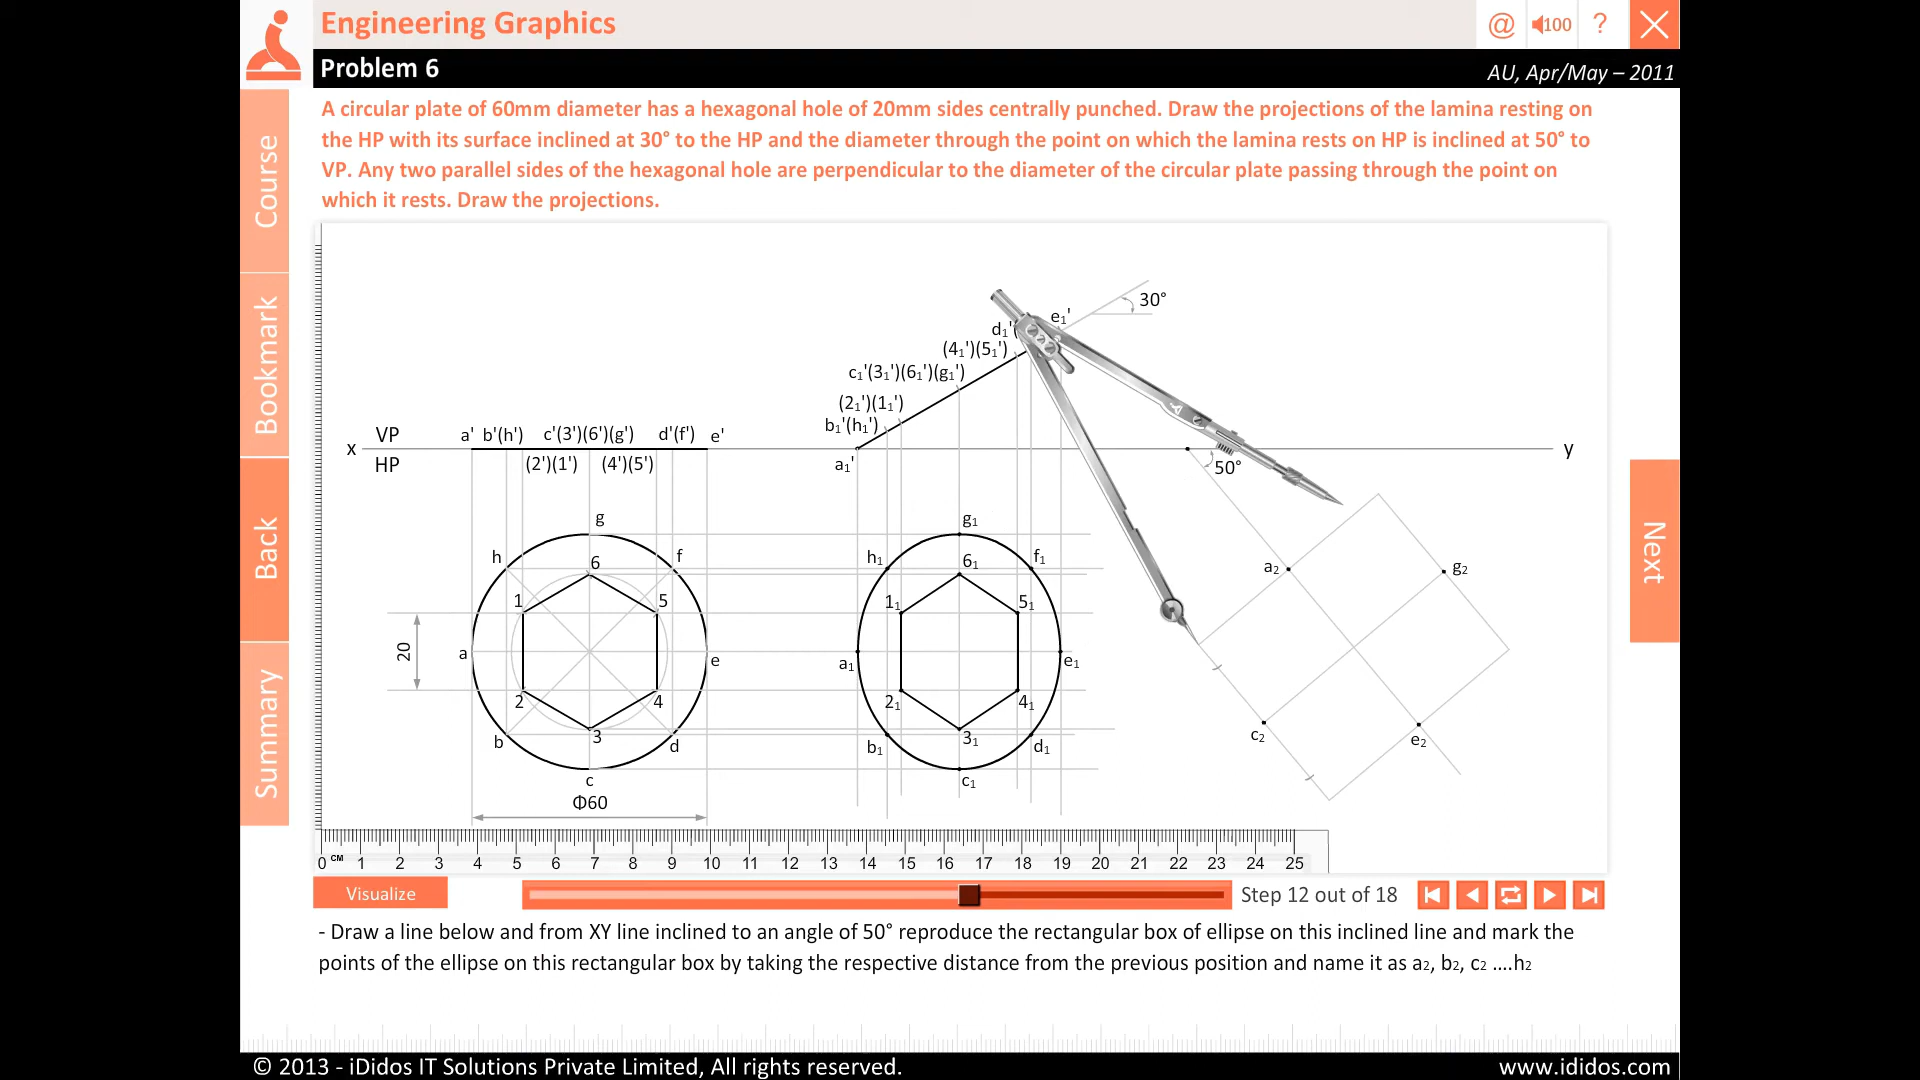 Engineering Graphics
@
100
?
Problem 6
AU, Apr/May – 2011
A circular plate of 60mm diameter has a hexagonal hole of 20mm sides centrally punched. Draw the projections of the lamina resting on
the HP with its surface inclined at 30° to the HP and the diameter through the point on which the lamina rests on HP is inclined at 50° to
VP. Any two parallel sides of the hexagonal hole are perpendicular to the diameter of the circular plate passing through the point on
which it rests. Draw the projections.
Course
Bookmark
Back
Summary
Next
30°
e₁'
d₁'(
(4₁')(5₁')
c₁'(3₁')(6₁')(g₁')
(2₁')(1₁')
b₁'(h₁')
a₁'
x
VP
HP
a' b'(h') c'(3')(6')(g') d'(f') e'
(2')(1') (4')(5')
y
50°
g
h
f
6
1
5
20
a
e
2
4
3
b
d
c
Φ60
g₁
h₁
f₁
6₁
1₁
5₁
a₁
e₁
2₁
4₁
3₁
b₁
d₁
c₁
a₂
g₂
c₂
e₂
0 CM 1 2 3 4 5 6 7 8 9 10 11 12 13 14 15 16 17 18 19 20 21 22 23 24 25
Visualize
Step 12 out of 18
- Draw a line below and from XY line inclined to an angle of 50° reproduce the rectangular box of ellipse on this inclined line and mark the
points of the ellipse on this rectangular box by taking the respective distance from the previous position and name it as a₂, b₂, c₂ ....h₂
© 2013 - iDidos IT Solutions Private Limited, All rights reserved.
www.ididos.com